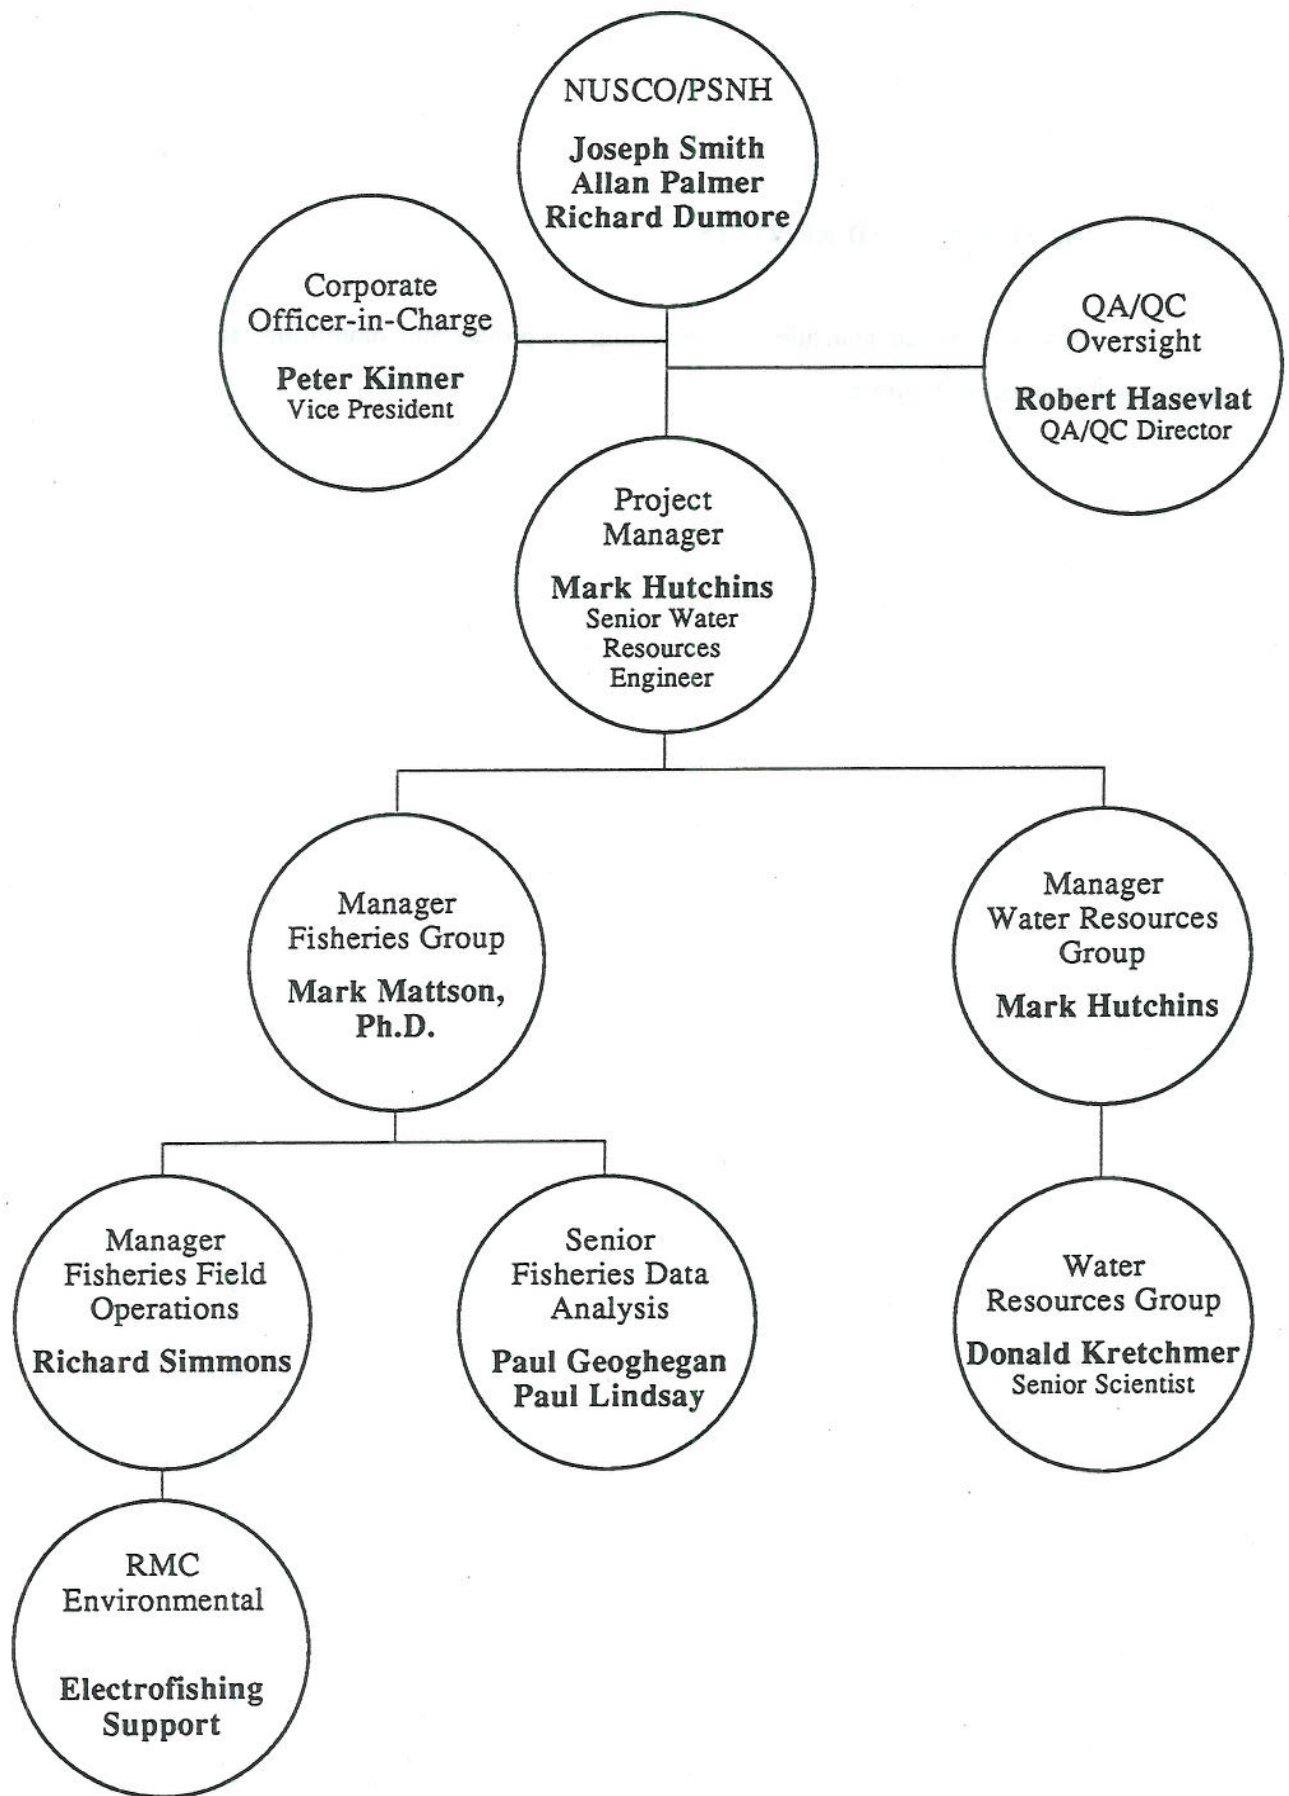 NUSCO/PSNH
Joseph Smith
Allan Palmer
Richard Dumore
Corporate
Officer-in-Charge
Peter Kinner
Vice President
QA/QC
Oversight
Robert Hasevlat
QA/QC Director
Project
Manager
Mark Hutchins
Senior Water
Resources
Engineer
Manager
Fisheries Group
Mark Mattson,
Ph.D.
Manager
Water Resources
Group
Mark Hutchins
Manager
Fisheries Field
Operations
Richard Simmons
Senior
Fisheries Data
Analysis
Paul Geoghegan
Paul Lindsay
Water
Resources Group
Donald Kretchmer
Senior Scientist
RMC
Environmental
Electrofishing
Support